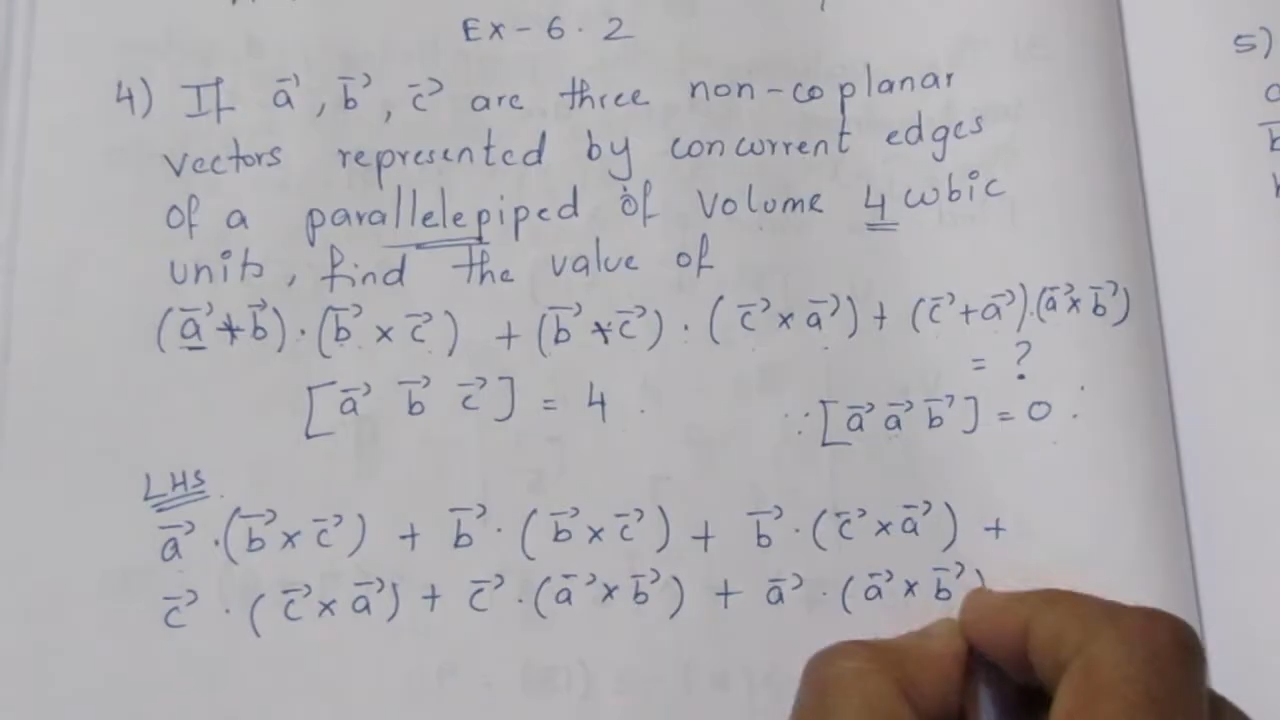 Ex - 6.2
4) If a⃗, b⃗, c⃗ are three non-coplanar
vectors represented by concurrent edges
of a parallelepiped of volume 4 cubic
units, find the value of
(a⃗+b⃗)·(b⃗ × c⃗) + (b⃗+c⃗)·(c⃗×a⃗) + (c⃗+a⃗)·(a⃗×b⃗)
= ?
[a⃗ b⃗ c⃗] = 4. ∵ [a⃗ a⃗ b⃗] = 0.
LHS
a⃗·(b⃗×c⃗) + b⃗·(b⃗×c⃗) + b⃗·(c⃗×a⃗) +
c⃗·(c⃗×a⃗) + c⃗·(a⃗×b⃗) + a⃗·(a⃗×b⃗)
5)